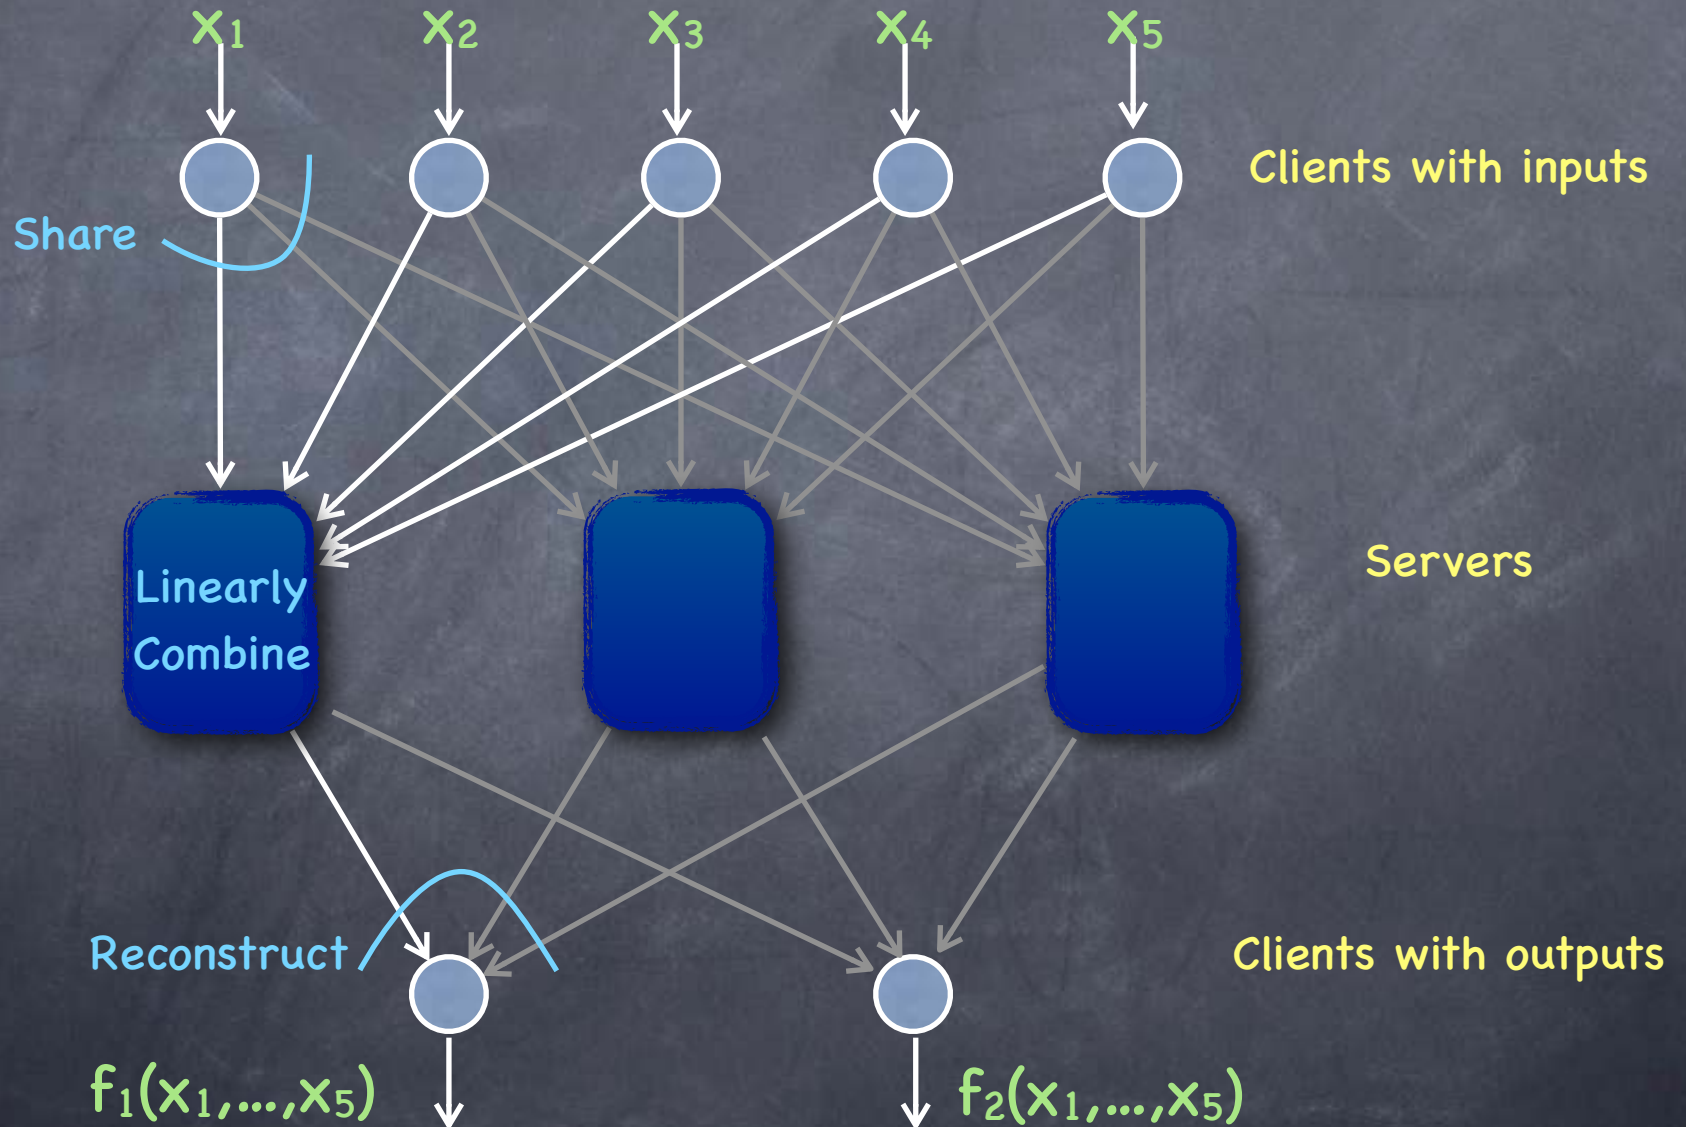 x₁ x₂ x₃ x₄ x₅
Clients with inputs
Share
Linearly
Combine
Servers
Reconstruct
Clients with outputs
f₁(x₁,...,x₅)
f₂(x₁,...,x₅)